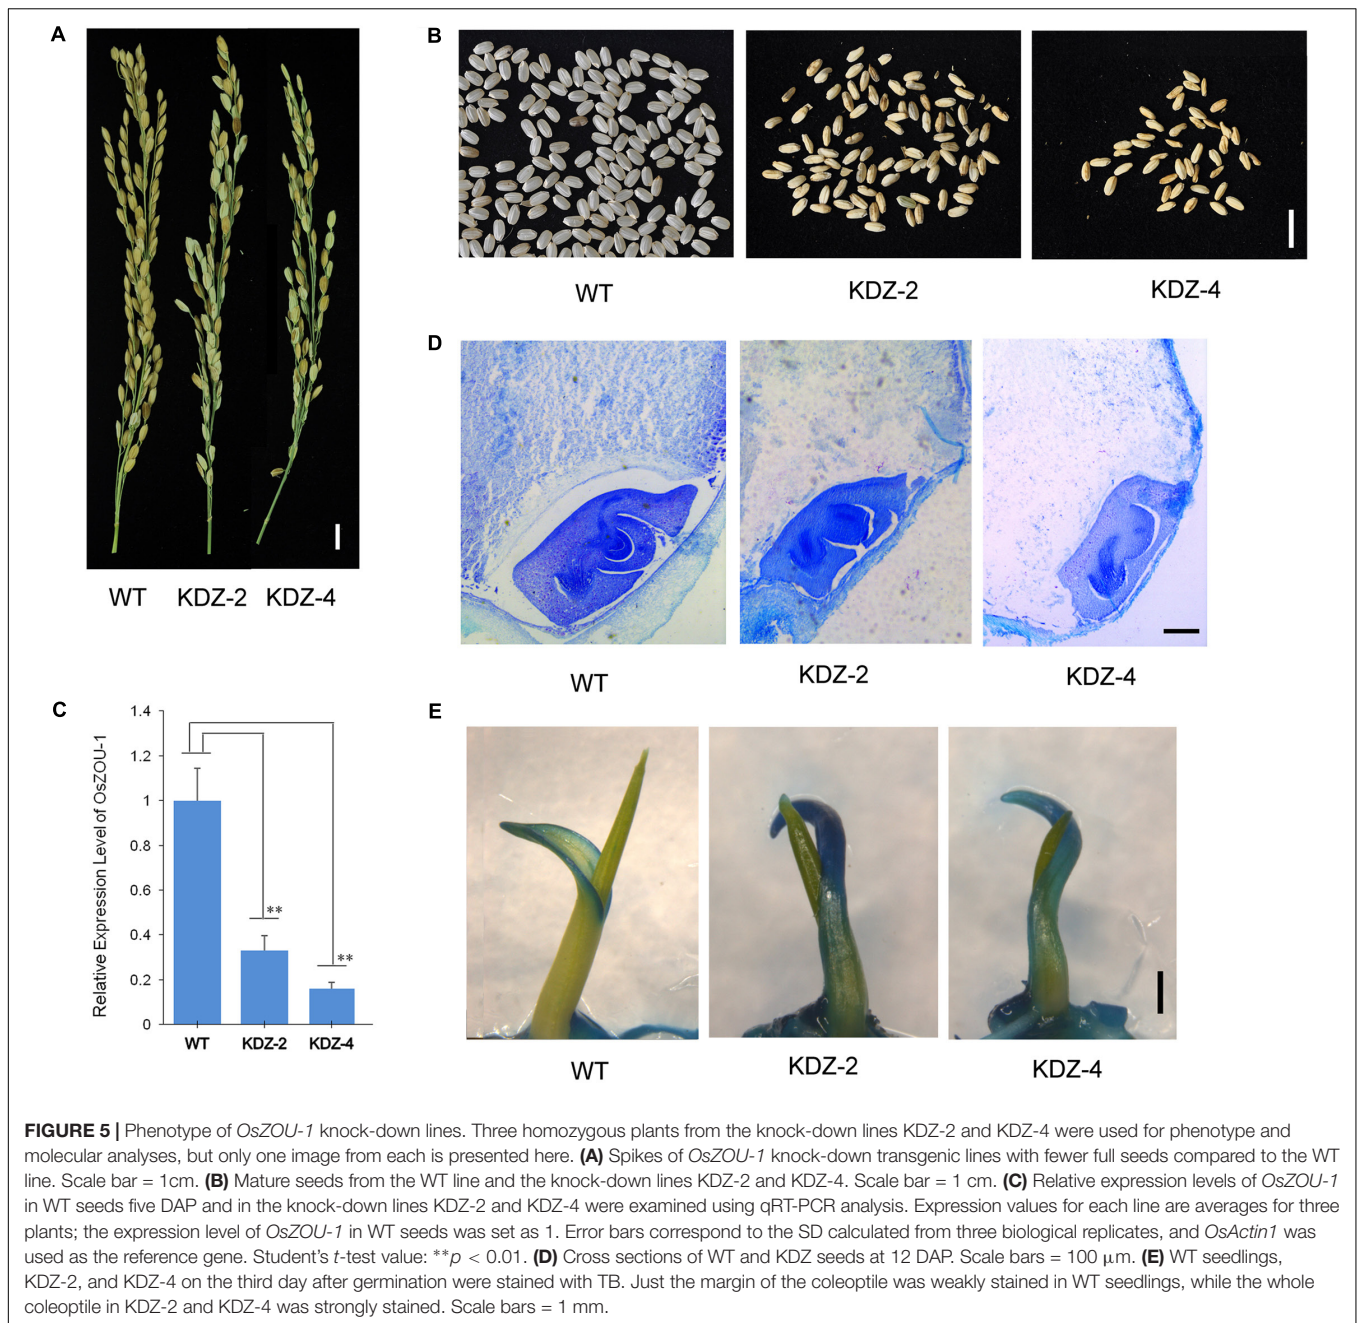 A
WT KDZ-2 KDZ-4
B
WT KDZ-2 KDZ-4
D
WT KDZ-2 KDZ-4
C
Relative Expression Level of OsZOU-1
1.4
1.2
1
0.8
0.6
0.4
0.2
0
**
**
WT KDZ-2 KDZ-4
E
WT KDZ-2 KDZ-4
FIGURE 5 | Phenotype of OsZOU-1 knock-down lines. Three homozygous plants from the knock-down lines KDZ-2 and KDZ-4 were used for phenotype and
molecular analyses, but only one image from each is presented here. (A) Spikes of OsZOU-1 knock-down transgenic lines with fewer full seeds compared to the WT
line. Scale bar = 1cm. (B) Mature seeds from the WT line and the knock-down lines KDZ-2 and KDZ-4. Scale bar = 1 cm. (C) Relative expression levels of OsZOU-1
in WT seeds five DAP and in the knock-down lines KDZ-2 and KDZ-4 were examined using qRT-PCR analysis. Expression values for each line are averages for three
plants; the expression level of OsZOU-1 in WT seeds was set as 1. Error bars correspond to the SD calculated from three biological replicates, and OsActin1 was
used as the reference gene. Student's t-test value: **p < 0.01. (D) Cross sections of WT and KDZ seeds at 12 DAP. Scale bars = 100 μm. (E) WT seedlings,
KDZ-2, and KDZ-4 on the third day after germination were stained with TB. Just the margin of the coleoptile was weakly stained in WT seedlings, while the whole
coleoptile in KDZ-2 and KDZ-4 was strongly stained. Scale bars = 1 mm.